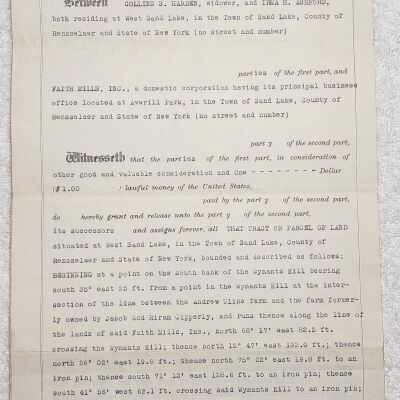 Between COLLINS S. HARDEN, widower, and IRMA H. ASHFORD,
both residing at West Sand Lake, in the Town of Sand Lake, County of
Rensselaer and State of New York (no street and number)
parties of the first part, and
FAITH MILLS, INC., a domestic corporation having its principal business
office located at Averill Park, in the Town of Sand Lake, County of
Rensselaer and State of New York (no street and number)
party of the second part,
Witnesseth that the parties of the first part, in consideration of
other good and valuable consideration and One - - - - - - - - Dollar
($1.00 ) lawful money of the United States,
paid by the party of the second part,
do hereby grant and release unto the party of the second part,
its successors and assigns forever, all THAT TRACT OR PARCEL OF LAND
situated at West Sand Lake, in the Town of Sand Lake, County of
Rensselaer and State of New York, bounded and described as follows:
BEGINNING at a point on the south bank of the Wynants Kill bearing
south 35° east 25 ft. from a point in the Wynants Kill at the inter-
section of the line between the Andrew Uline farm and the farm former-
ly owned by Jacob and Hiram Cipperly, and runs thence along the line of
the lands of said Faith Mills, Inc., north 68° 17' east 82.5 ft.
crossing the Wynants Kill; thence north 15° 47' east 132.0 ft.; thence
north 26° 02' east 19.8 ft.; thence north 75° 02' east 19.8 ft. to an
iron pin; thence south 71° 13' east 128.6 ft. to an iron pin; thence
south 41° 56' west 62.1 ft. crossing said Wynants Kill to an iron pin;